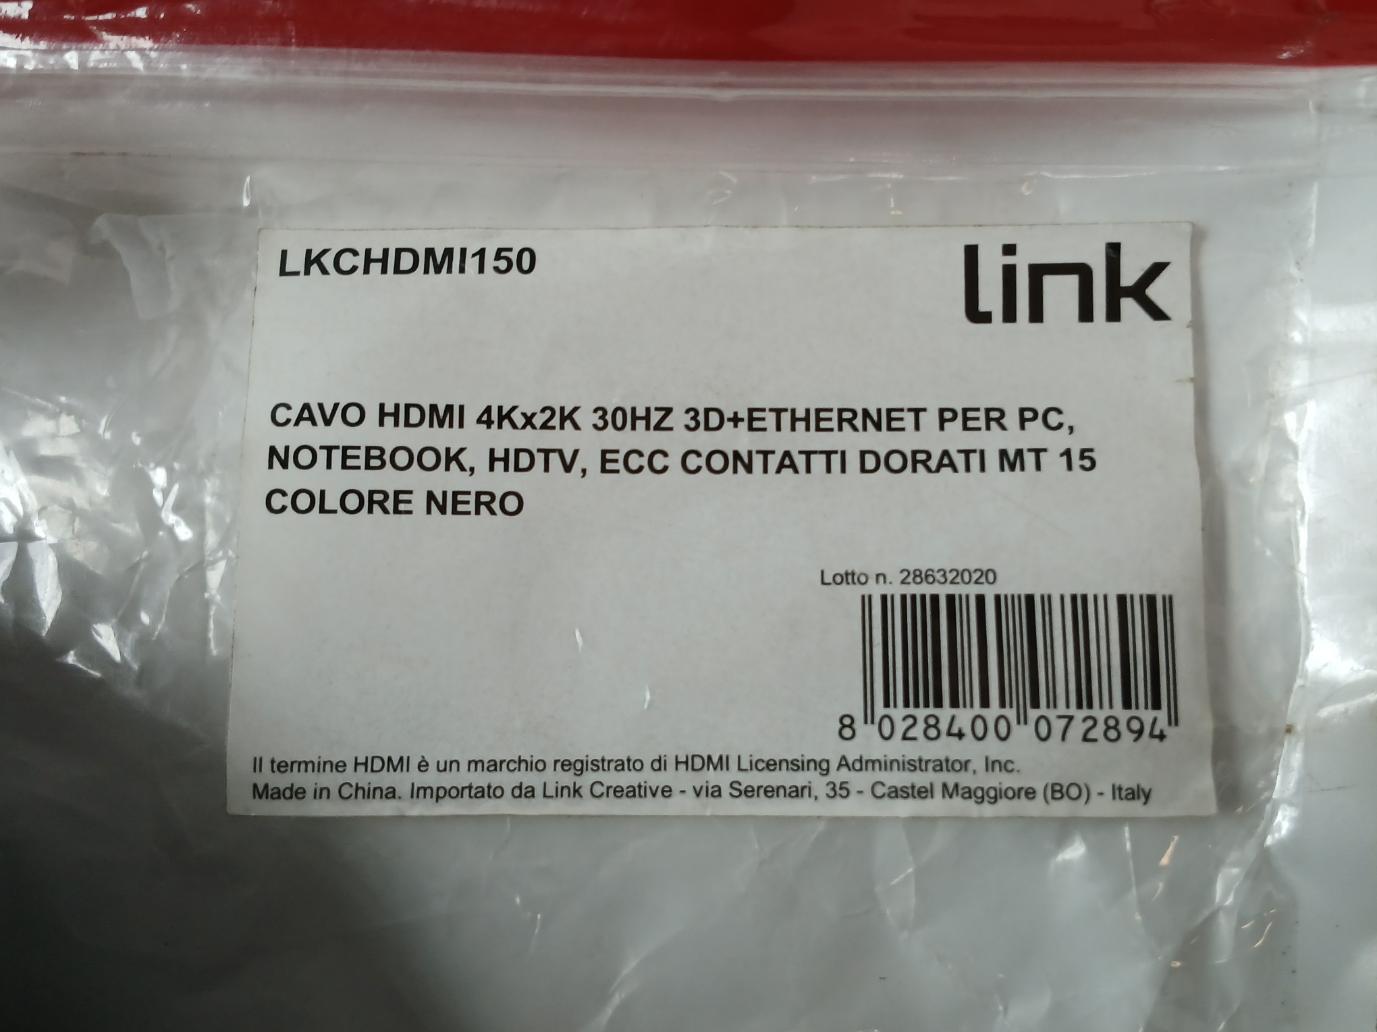 LKCHDMI150
link
CAVO HDMI 4Kx2K 30HZ 3D+ETHERNET PER PC,
NOTEBOOK, HDTV, ECC CONTATTI DORATI MT 15
COLORE NERO
Lotto n. 28632020
8 028400 072894
Il termine HDMI è un marchio registrato di HDMI Licensing Administrator, Inc.
Made in China. Importato da Link Creative - via Serenari, 35 - Castel Maggiore (BO) - Italy